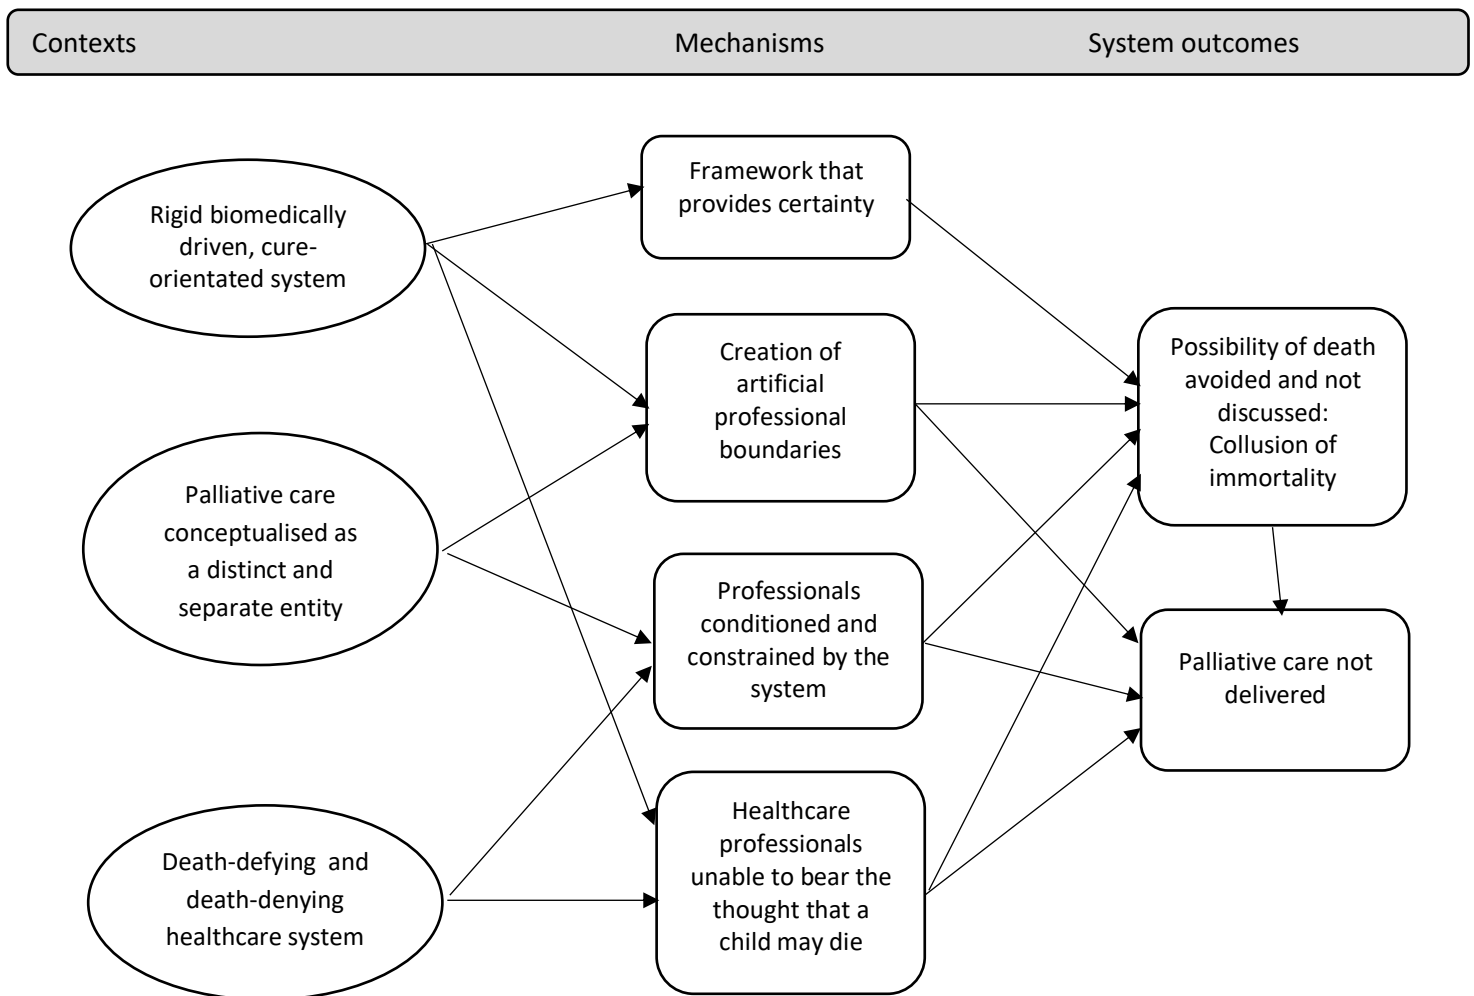 Contexts Mechanisms System outcomes
Rigid biomedically
driven, cure-
orientated system
Palliative care
conceptualised as
a distinct and
separate entity
Death-defying and
death-denying
healthcare system
Framework that
provides certainty
Creation of
artificial
professional
boundaries
Professionals
conditioned and
constrained by the
system
Healthcare
professionals
unable to bear the
thought that a
child may die
Possibility of death
avoided and not
discussed:
Collusion of
immortality
Palliative care not
delivered